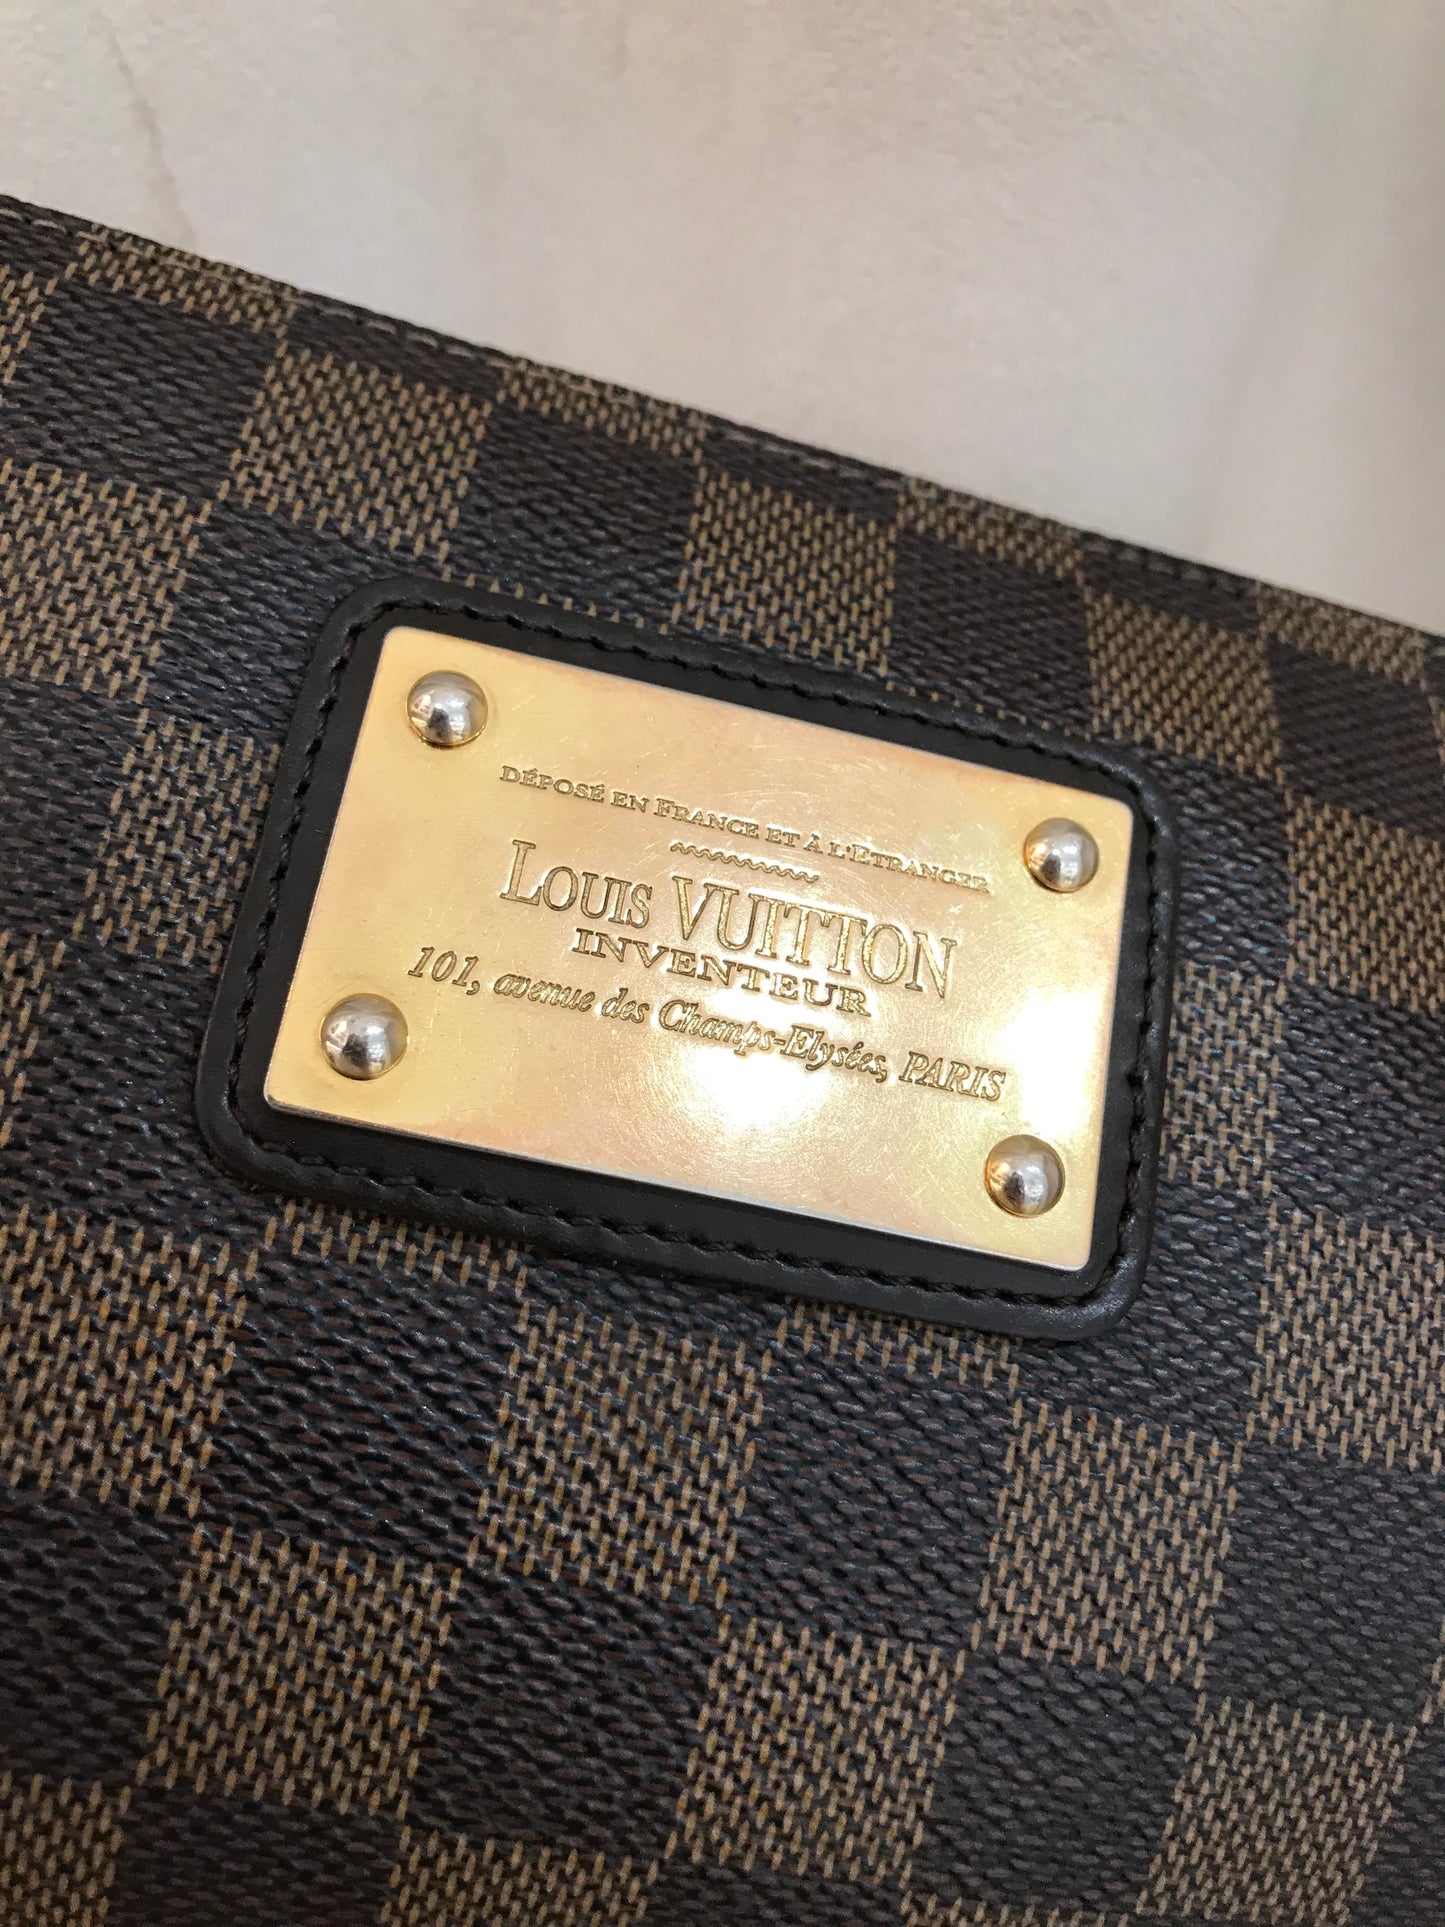 DÉPOSÉ EN FRANCE ET À L'ETRANGER
LOUIS VUITTON
INVENTEUR
101, avenue des Champs-Elysées, PARIS